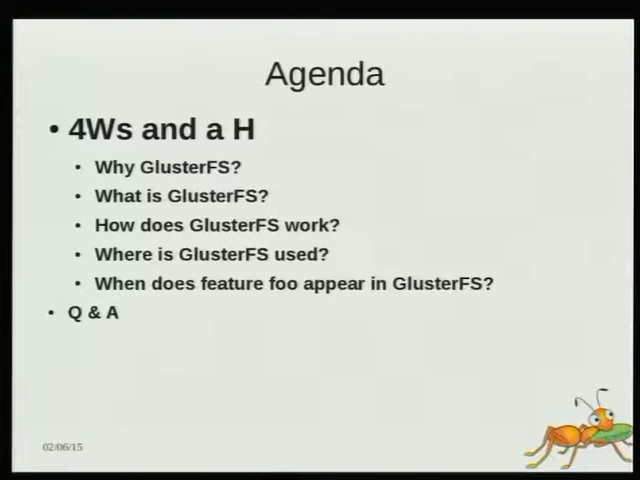 Agenda
• 4Ws and a H
• Why GlusterFS?
• What is GlusterFS?
• How does GlusterFS work?
• Where is GlusterFS used?
• When does feature foo appear in GlusterFS?
• Q & A
02/06/15